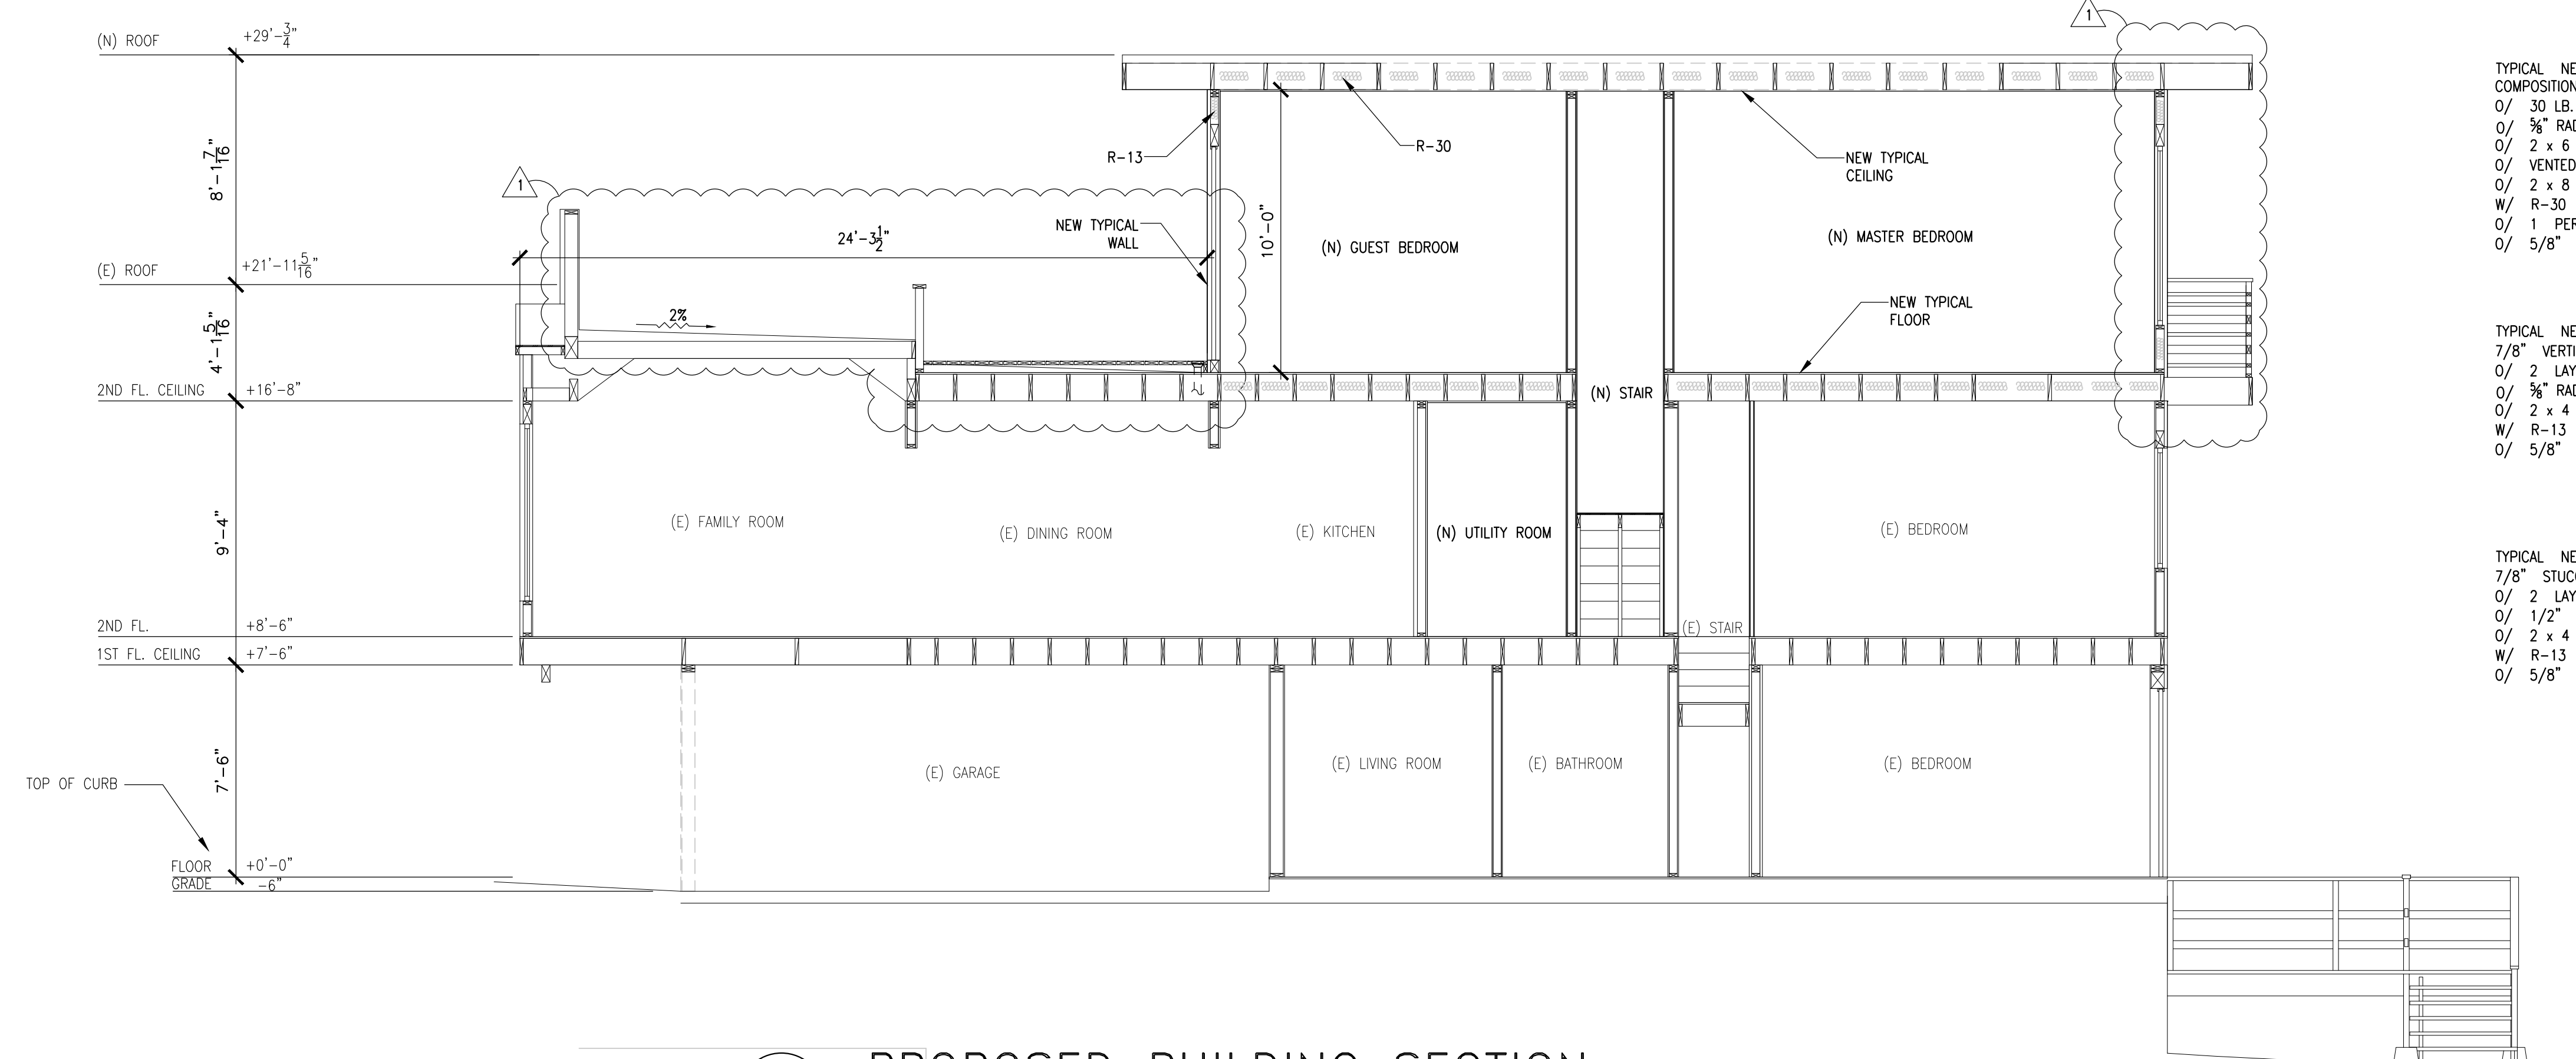 (N) ROOF
+29'-3/4"
8'-1 7/16"
(E) ROOF
+21'-11 5/16"
4'-1 5/16"
2ND FL. CEILING
+16'-8"
9'-4"
2ND FL.
+8'-6"
1ST FL. CEILING
+7'-6"
7'-6"
TOP OF CURB
FLOOR
+0'-0"
GRADE
-6"
1
24'-3 1/2"
2%
NEW TYPICAL
WALL
R-13
R-30
10'-0"
(N) GUEST BEDROOM
NEW TYPICAL
CEILING
(N) MASTER BEDROOM
NEW TYPICAL
FLOOR
(N) STAIR
1
(E) FAMILY ROOM
(E) DINING ROOM
(E) KITCHEN
(N) UTILITY ROOM
(E) BEDROOM
(E) STAIR
(E) GARAGE
(E) LIVING ROOM
(E) BATHROOM
(E) BEDROOM
TYPICAL NE
COMPOSITION
O/ 30 LB.
O/ 5/8" RAD
O/ 2 x 6
O/ VENTED
O/ 2 x 8
W/ R-30
O/ 1 PER
O/ 5/8"
TYPICAL NE
7/8" VERTI
O/ 2 LAY
O/ 5/8" RAD
O/ 2 x 4
W/ R-13
O/ 5/8"
TYPICAL NE
7/8" STUC
O/ 2 LAY
O/ 1/2"
O/ 2 x 4
W/ R-13
O/ 5/8"
PROPOSED BUILDING SECTION